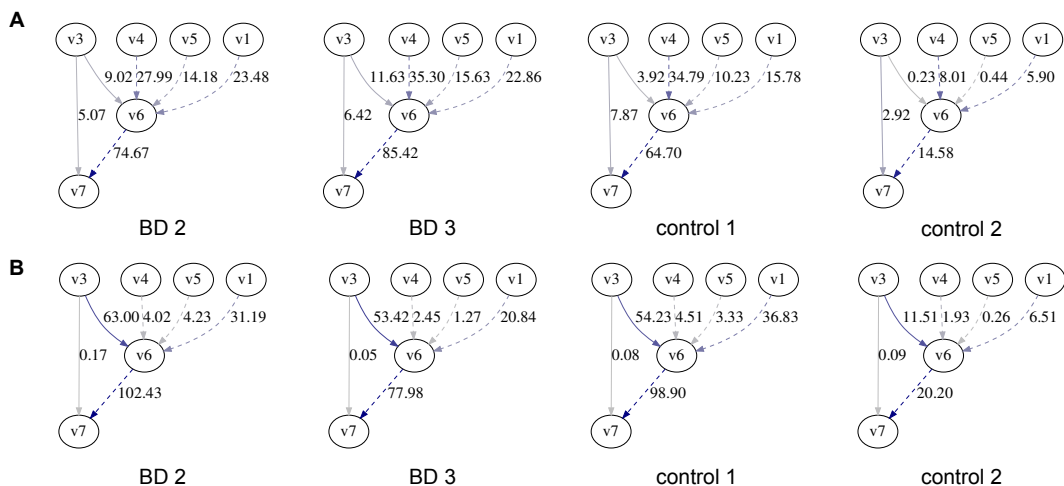 A
v3 v4 v5 v1 v3 v4 v5 v1 v3 v4 v5 v1 v3 v4 v5 v1
9.02 27.99 14.18 23.48 11.63 35.30 15.63 22.86 3.92 34.79 10.23 15.78 0.23 8.01 0.44 5.90
5.07 v6 6.42 v6 7.87 v6 2.92 v6
74.67 85.42 64.70 14.58
v7 v7 v7 v7
BD 2 BD 3 control 1 control 2
B
v3 v4 v5 v1 v3 v4 v5 v1 v3 v4 v5 v1 v3 v4 v5 v1
63.00 4.02 4.23 31.19 53.42 2.45 1.27 20.84 54.23 4.51 3.33 36.83 11.51 1.93 0.26 6.51
0.17 v6 0.05 v6 0.08 v6 0.09 v6
102.43 77.98 98.90 20.20
v7 v7 v7 v7
BD 2 BD 3 control 1 control 2